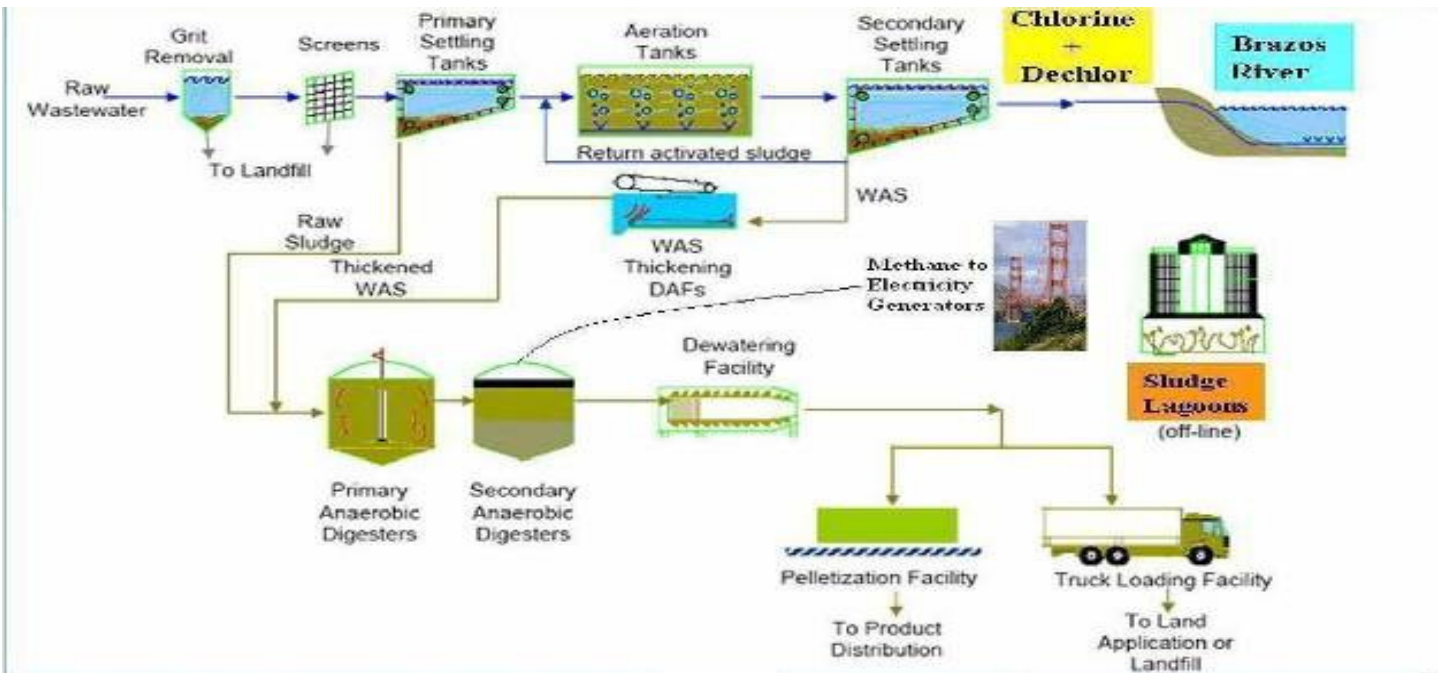 Grit
Removal
Screens
Primary
Settling
Tanks
Aeration
Tanks
Secondary
Settling
Tanks
Chlorine
+
Dechlor
Brazos
River
Raw
Wastewater
To Landfill
Return activated sludge
WAS
Raw
Sludge
Thickened
WAS
WAS
Thickening
DAFs
Methane to
Electricity
Generators
Dewatering
Facility
Sludge
Lagoons
(off-line)
Primary
Anaerobic
Digesters
Secondary
Anaerobic
Digesters
Pelletization Facility
Truck Loading Facility
To Product
Distribution
To Land
Application or
Landfill